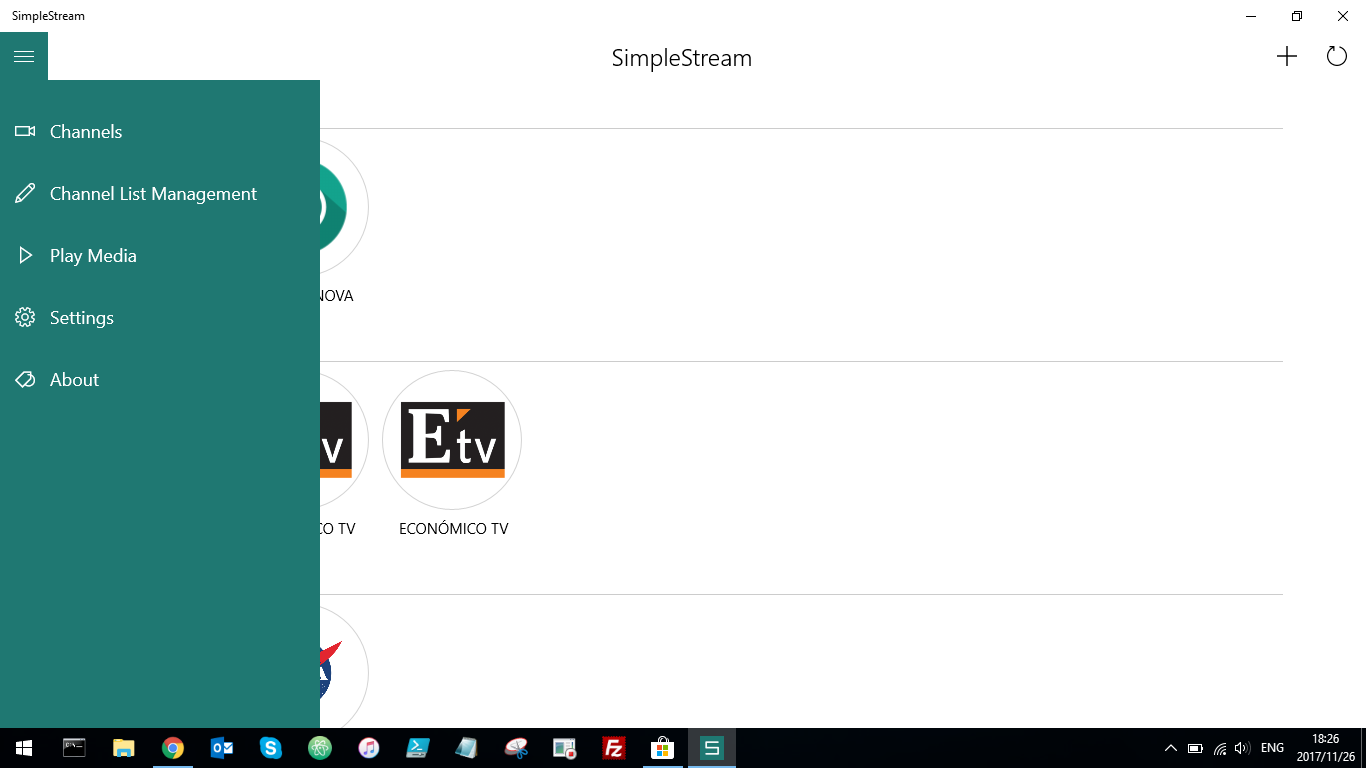 SimpleStream
SimpleStream
Channels
Channel List Management
Play Media
Settings
About
NOVA
tv
E'tv
CO TV
ECONÓMICO TV
A
ENG
18:26
2017/11/26